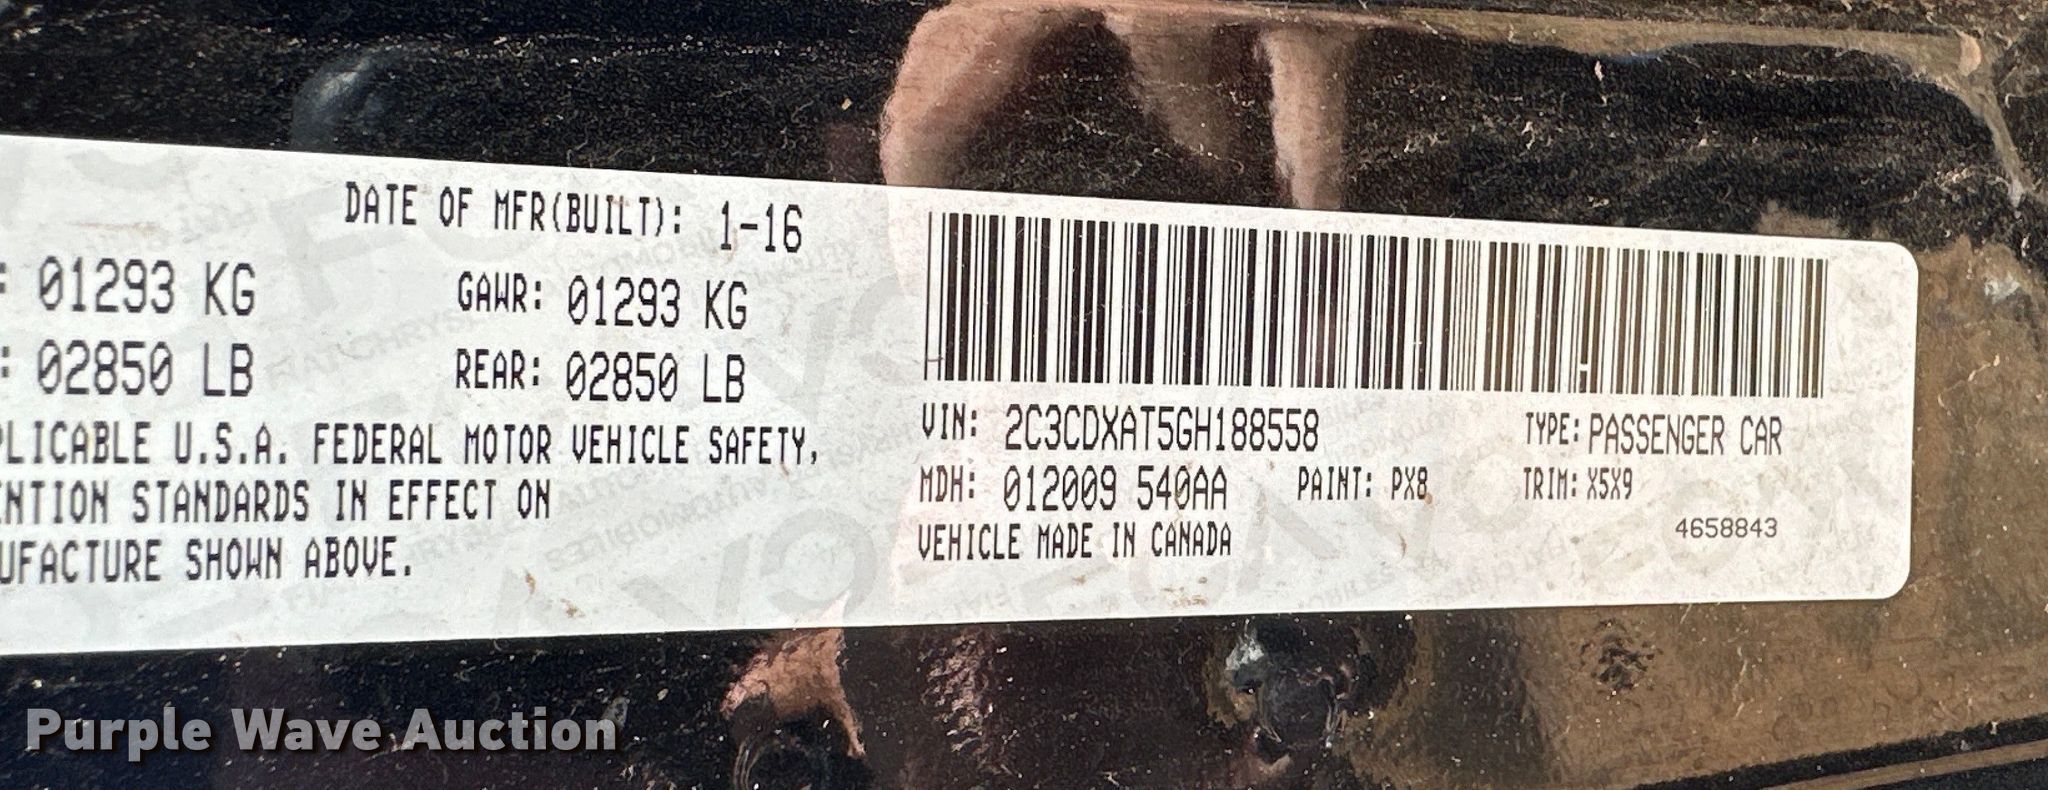 DATE OF MFR(BUILT): 1-16
: 01293 KG GAWR: 01293 KG
: 02850 LB REAR: 02850 LB
PLICABLE U.S.A. FEDERAL MOTOR VEHICLE SAFETY,
ENTION STANDARDS IN EFFECT ON
UFACTURE SHOWN ABOVE.
VIN: 2C3CDXAT5GH188558 TYPE: PASSENGER CAR
MDH: 012009 540AA PAINT: PX8 TRIM: X5X9
VEHICLE MADE IN CANADA 4658843
Purple Wave Auction